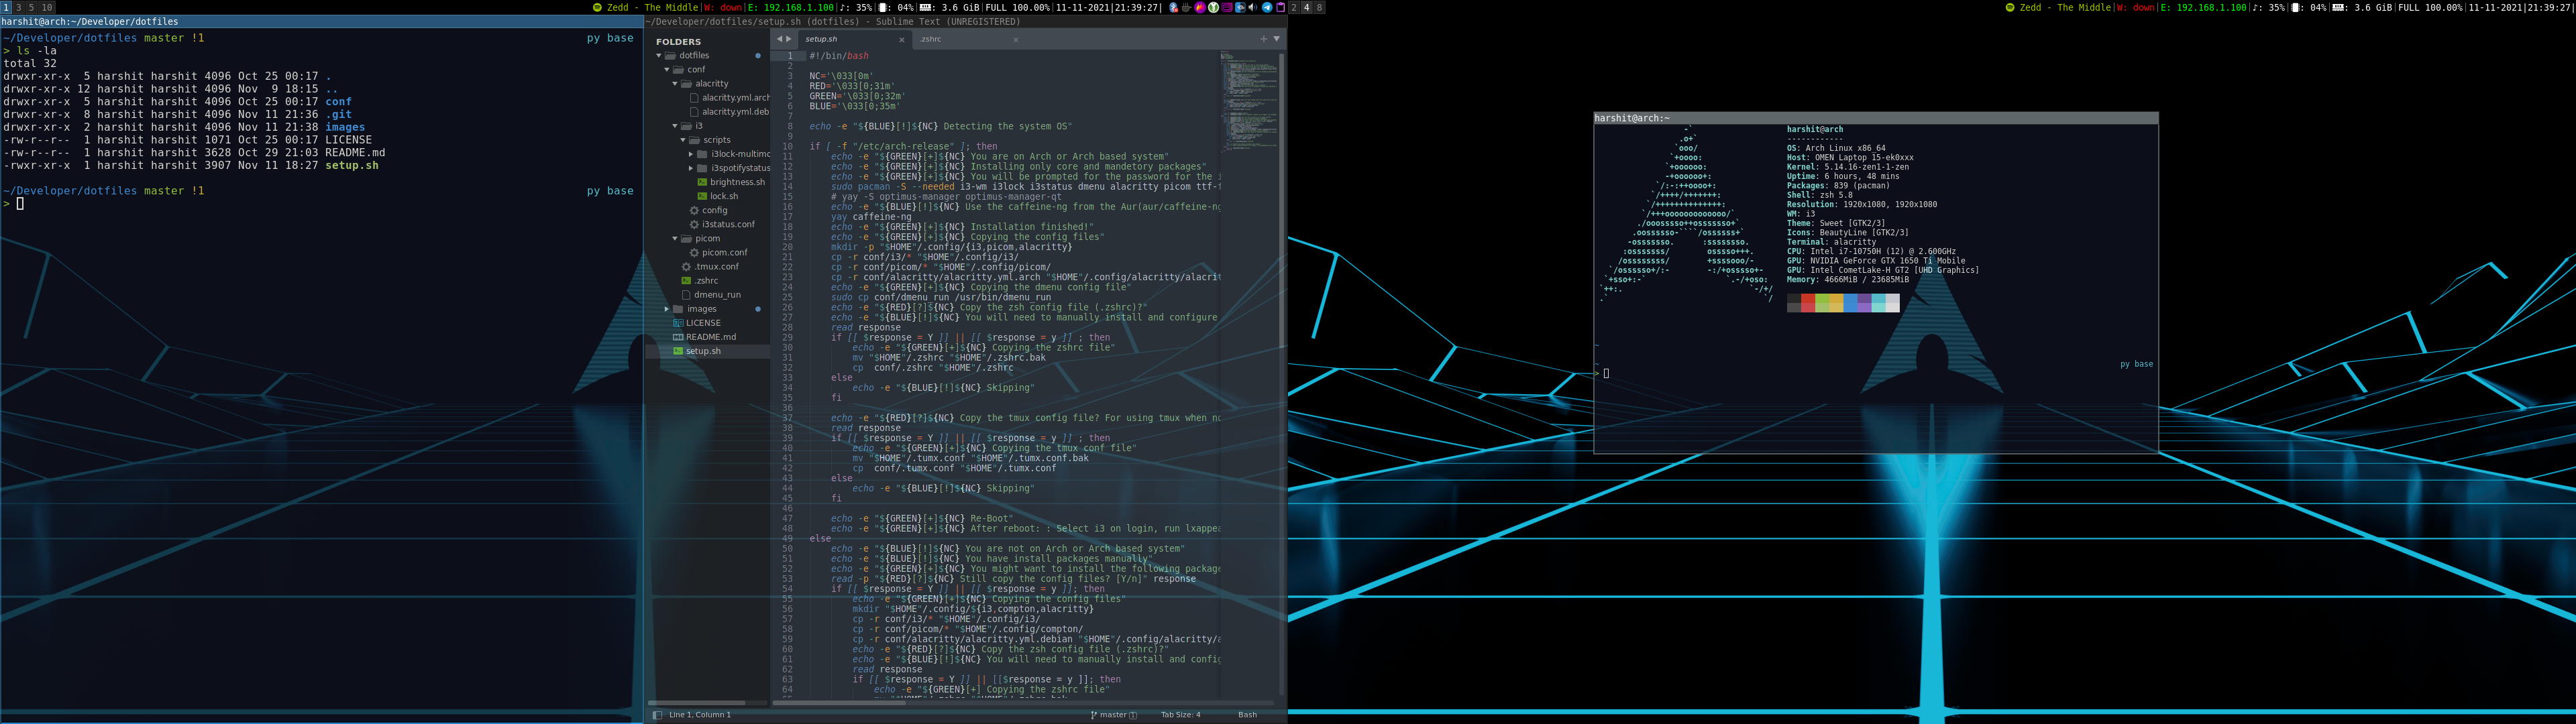 1 3 5 10
Zedd - The Middle|W: down|E: 192.168.1.100|♪: 35%| : 04%| : 3.6 GiB|FULL 100.00%|11-11-2021|21:39:27|
2 4 8
Zedd - The Middle|W: down|E: 192.168.1.100|♪: 35%| : 04%| : 3.6 GiB|FULL 100.00%|11-11-2021|21:39:27|
harshit@arch:~/Developer/dotfiles
~/Developer/dotfiles master !1 py base
> ls -la
total 32
drwxr-xr-x 5 harshit harshit 4096 Oct 25 00:17 .
drwxr-xr-x 12 harshit harshit 4096 Nov 9 18:15 ..
drwxr-xr-x 5 harshit harshit 4096 Oct 25 00:17 conf
drwxr-xr-x 8 harshit harshit 4096 Nov 11 21:36 .git
drwxr-xr-x 2 harshit harshit 4096 Nov 11 21:38 images
-rw-r--r-- 1 harshit harshit 1071 Oct 25 00:17 LICENSE
-rw-r--r-- 1 harshit harshit 3628 Oct 29 21:03 README.md
-rwxr-xr-x 1 harshit harshit 3907 Nov 11 18:27 setup.sh
~/Developer/dotfiles master !1 py base
>
~/Developer/dotfiles/setup.sh (dotfiles) - Sublime Text (UNREGISTERED)
FOLDERS
dotfiles
conf
alacritty
alacritty.yml.arch
alacritty.yml.deb
i3
scripts
i3lock-multimo
i3spotifystatus
brightness.sh
lock.sh
config
i3status.conf
picom
picom.conf
.tmux.conf
.zshrc
dmenu_run
images
LICENSE
README.md
setup.sh
setup.sh × .zshrc ×
1 #!/bin/bash
2
3 NC='\033[0m'
4 RED='\033[0;31m'
5 GREEN='\033[0;32m'
6 BLUE='\033[0;35m'
7
8 echo -e "${BLUE}[!]${NC} Detecting the system OS"
9
10 if [ -f "/etc/arch-release" ]; then
11 echo -e "${GREEN}[+]${NC} You are on Arch or Arch based system"
12 echo -e "${GREEN}[+]${NC} Installing only core and mandetory packages"
13 echo -e "${GREEN}[+]${NC} You will be prompted for the password for the i
14 sudo pacman -S --needed i3-wm i3lock i3status dmenu alacritty picom ttf-f
15 # yay -S optimus-manager optimus-manager-qt
16 echo -e "${BLUE}[!]${NC} Use the caffeine-ng from the Aur(aur/caffeine-ng
17 yay caffeine-ng
18 echo -e "${GREEN}[+]${NC} Installation finished!"
19 echo -e "${GREEN}[+]${NC} Copying the config files"
20 mkdir -p "$HOME"/.config/{i3,picom,alacritty}
21 cp -r conf/i3/* "$HOME"/.config/i3/
22 cp -r conf/picom/* "$HOME"/.config/picom/
23 cp -r conf/alacritty/alacritty.yml.arch "$HOME"/.config/alacritty/alacrit
24 echo -e "${GREEN}[+]${NC} Copying the dmenu config file"
25 sudo cp conf/dmenu_run /usr/bin/dmenu_run
26 echo -e "${RED}[?]${NC} Copy the zsh config file (.zshrc)?"
27 echo -e "${BLUE}[!]${NC} You will need to manually install and configure
28 read response
29 if [[ $response = Y ]] || [[ $response = y ]] ; then
30 echo -e "${GREEN}[+]${NC} Copying the zshrc file"
31 mv "$HOME"/.zshrc "$HOME"/.zshrc.bak
32 cp conf/.zshrc "$HOME"/.zshrc
33 else
34 echo -e "${BLUE}[!]${NC} Skipping"
35 fi
36
37 echo -e "${RED}[?]${NC} Copy the tmux config file? For using tmux when no
38 read response
39 if [[ $response = Y ]] || [[ $response = y ]] ; then
40 echo -e "${GREEN}[+]${NC} Copying the tmux conf file"
41 mv "$HOME"/.tumx.conf "$HOME"/.tumx.conf.bak
42 cp conf/.tumx.conf "$HOME"/.tumx.conf
43 else
44 echo -e "${BLUE}[!]${NC} Skipping"
45 fi
46
47 echo -e "${GREEN}[+]${NC} Re-Boot"
48 echo -e "${GREEN}[+]${NC} After reboot: : Select i3 on login, run lxappea
49 else
50 echo -e "${BLUE}[!]${NC} You are not on Arch or Arch based system"
51 echo -e "${BLUE}[!]${NC} You have install packages manually"
52 echo -e "${GREEN}[+]${NC} You might want to install the following package
53 read -p "${RED}[?]${NC} Still copy the config files? [Y/n]" response
54 if [[ $response = Y ]] || [[ $response = y ]]; then
55 echo -e "${GREEN}[+]${NC} Copying the config files"
56 mkdir "$HOME"/.config/${i3,compton,alacritty}
57 cp -r conf/i3/* "$HOME"/.config/i3/
58 cp -r conf/picom/* "$HOME"/.config/compton/
59 cp -r conf/alacritty/alacritty.yml.debian "$HOME"/.config/alacritty/a
60 echo -e "${RED}[?]${NC} Copy the zsh config file (.zshrc)?"
61 echo -e "${BLUE}[!]${NC} You will need to manually install and config
62 read response
63 if [[ $response = Y ]] || [[$response = y ]]; then
64 echo -e "${GREEN}[+] Copying the zshrc file"
Line 1, Column 1 master 1 Tab Size: 4 Bash
harshit@arch:~
harshit@arch
------------
OS: Arch Linux x86_64
Host: OMEN Laptop 15-ek0xxx
Kernel: 5.14.16-zen1-1-zen
Uptime: 6 hours, 48 mins
Packages: 839 (pacman)
Shell: zsh 5.8
Resolution: 1920x1080, 1920x1080
WM: i3
Theme: Sweet [GTK2/3]
Icons: BeautyLine [GTK2/3]
Terminal: alacritty
CPU: Intel i7-10750H (12) @ 2.600GHz
GPU: NVIDIA GeForce GTX 1650 Ti Mobile
GPU: Intel CometLake-H GT2 [UHD Graphics]
Memory: 4666MiB / 23685MiB
~
~ py base
>